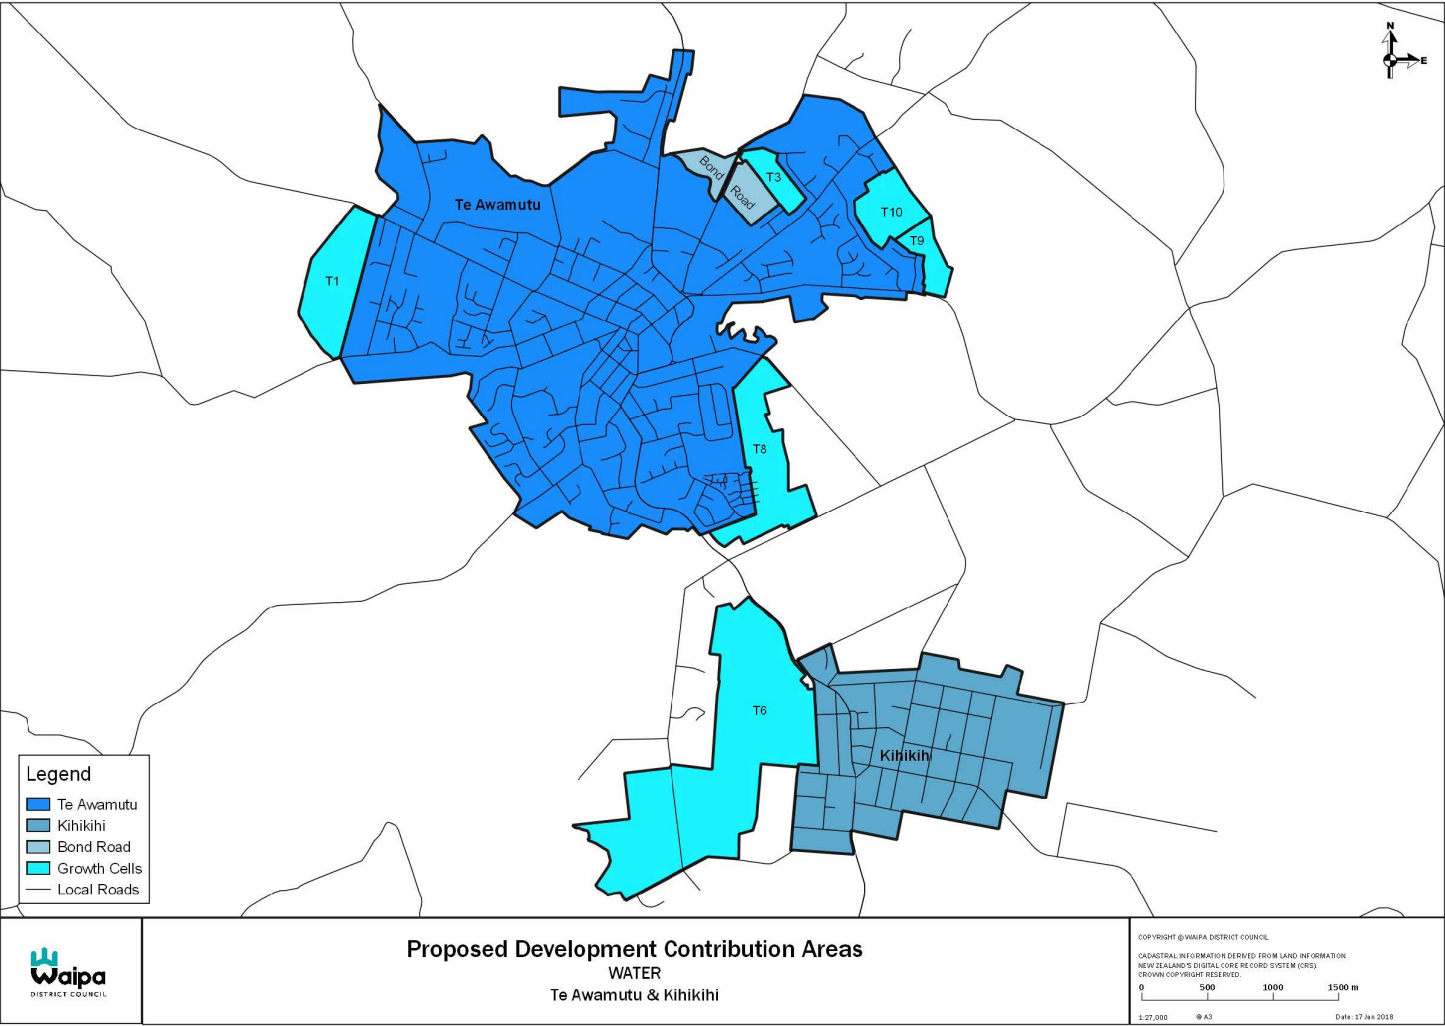 N
E
Bond
Road
T3
T10
T9
Te Awamutu
T1
T8
T6
Kihikihi
Legend
Te Awamutu
Kihikihi
Bond Road
Growth Cells
Local Roads
Waipa
DISTRICT COUNCIL
Proposed Development Contribution Areas
WATER
Te Awamutu & Kihikihi
COPYRIGHT @ WAIPA DISTRICT COUNCIL
CADASTRAL INFORMATION DERIVED FROM LAND INFORMATION
NEW ZEALAND'S DIGITAL CORE RECORD SYSTEM (CRS).
CROWN COPYRIGHT RESERVED.
0 500 1000 1500 m
1:27,000 @ A3 Date: 17 Jan 2018